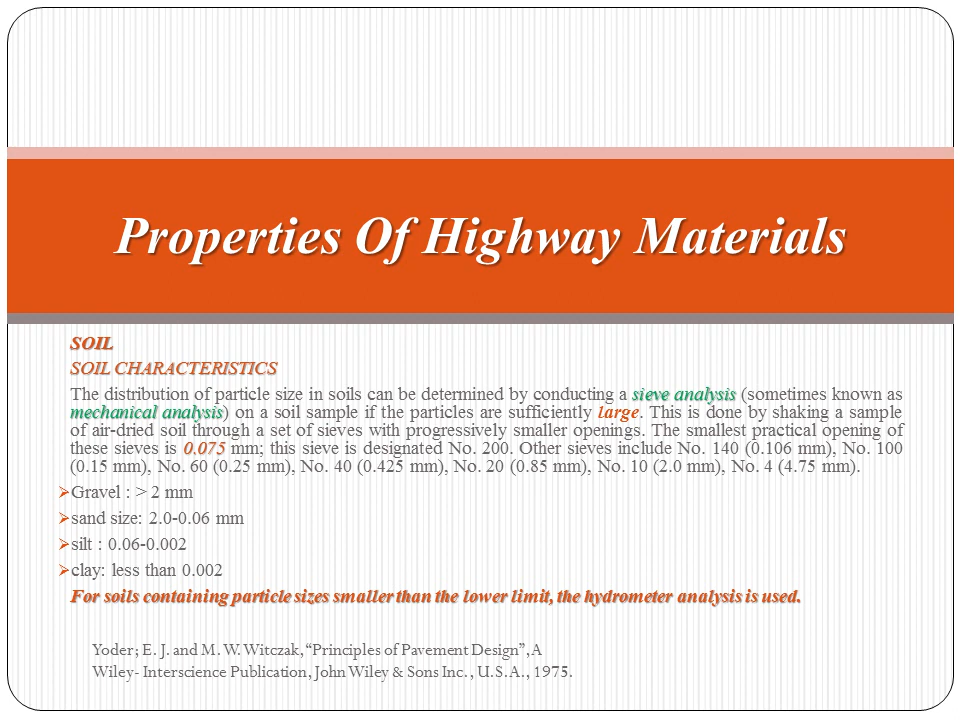 Properties Of Highway Materials
SOIL
SOIL CHARACTERISTICS
The distribution of particle size in soils can be determined by conducting a sieve analysis (sometimes known as
mechanical analysis) on a soil sample if the particles are sufficiently large. This is done by shaking a sample
of air-dried soil through a set of sieves with progressively smaller openings. The smallest practical opening of
these sieves is 0.075 mm; this sieve is designated No. 200. Other sieves include No. 140 (0.106 mm), No. 100
(0.15 mm), No. 60 (0.25 mm), No. 40 (0.425 mm), No. 20 (0.85 mm), No. 10 (2.0 mm), No. 4 (4.75 mm).
➢Gravel : > 2 mm
➢sand size: 2.0-0.06 mm
➢silt : 0.06-0.002
➢clay: less than 0.002
For soils containing particle sizes smaller than the lower limit, the hydrometer analysis is used.
Yoder; E. J. and M. W. Witczak, “Principles of Pavement Design”, A
Wiley- Interscience Publication, John Wiley & Sons Inc. , U.S.A., 1975.